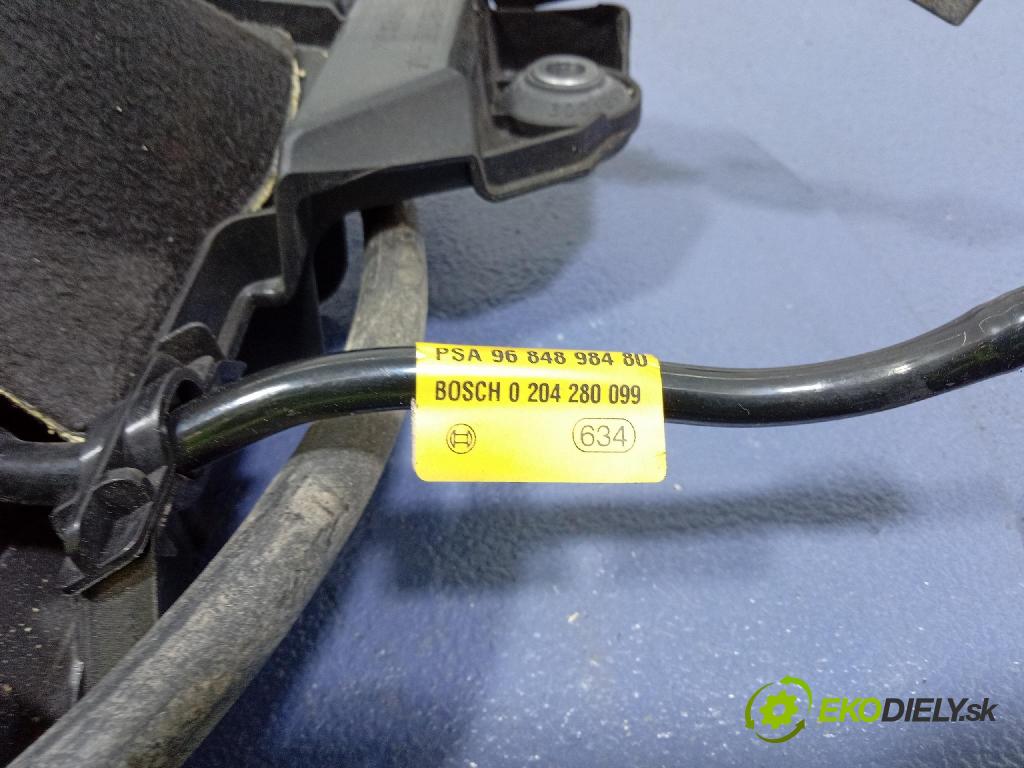 PSA 96 848 984 80
BOSCH 0 204 280 099
634
EKODIELY.sk